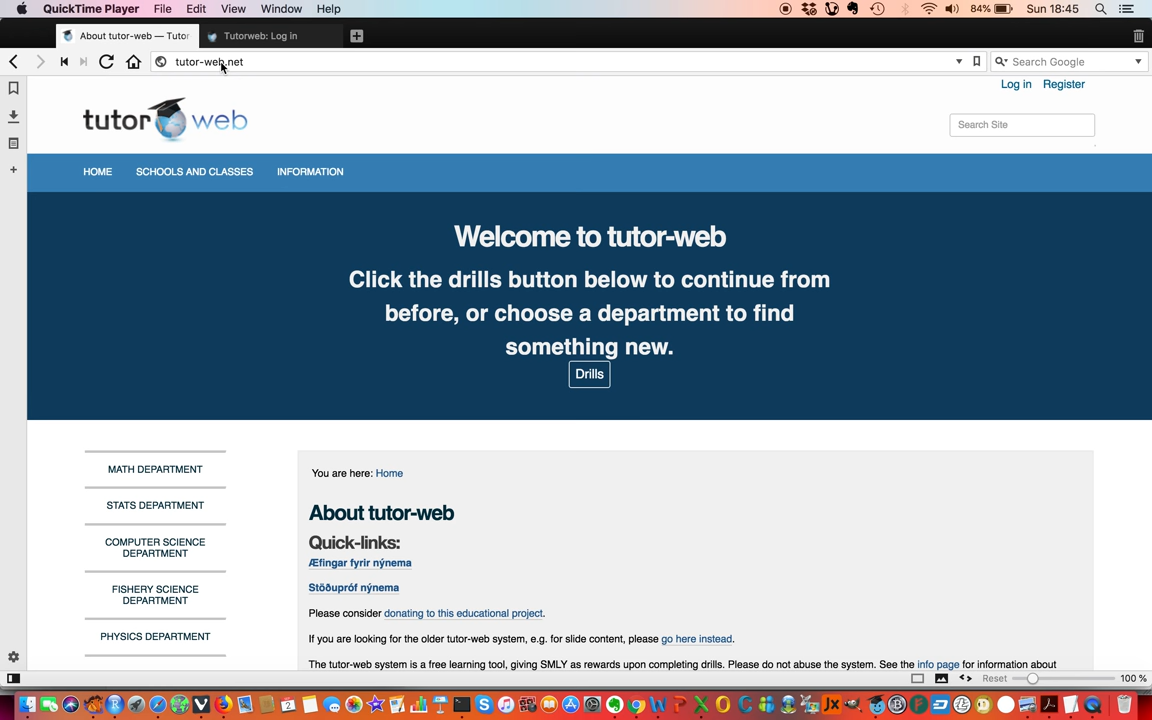 QuickTime Player File Edit View Window Help 84% Sun 18:45
About tutor-web — Tutor Tutorweb: Log in
tutor-web.net Search Google
Log in Register
tutor web
Search Site
HOME SCHOOLS AND CLASSES INFORMATION
Welcome to tutor-web
Click the drills button below to continue from
before, or choose a department to find
something new.
Drills
MATH DEPARTMENT
STATS DEPARTMENT
COMPUTER SCIENCE
DEPARTMENT
FISHERY SCIENCE
DEPARTMENT
PHYSICS DEPARTMENT
You are here: Home
About tutor-web
Quick-links:
Æfingar fyrir nýnema
Stöðupróf nýnema
Please consider donating to this educational project.
If you are looking for the older tutor-web system, e.g. for slide content, please go here instead.
The tutor-web system is a free learning tool, giving SMLY as rewards upon completing drills. Please do not abuse the system. See the info page for information about
Reset 100 %